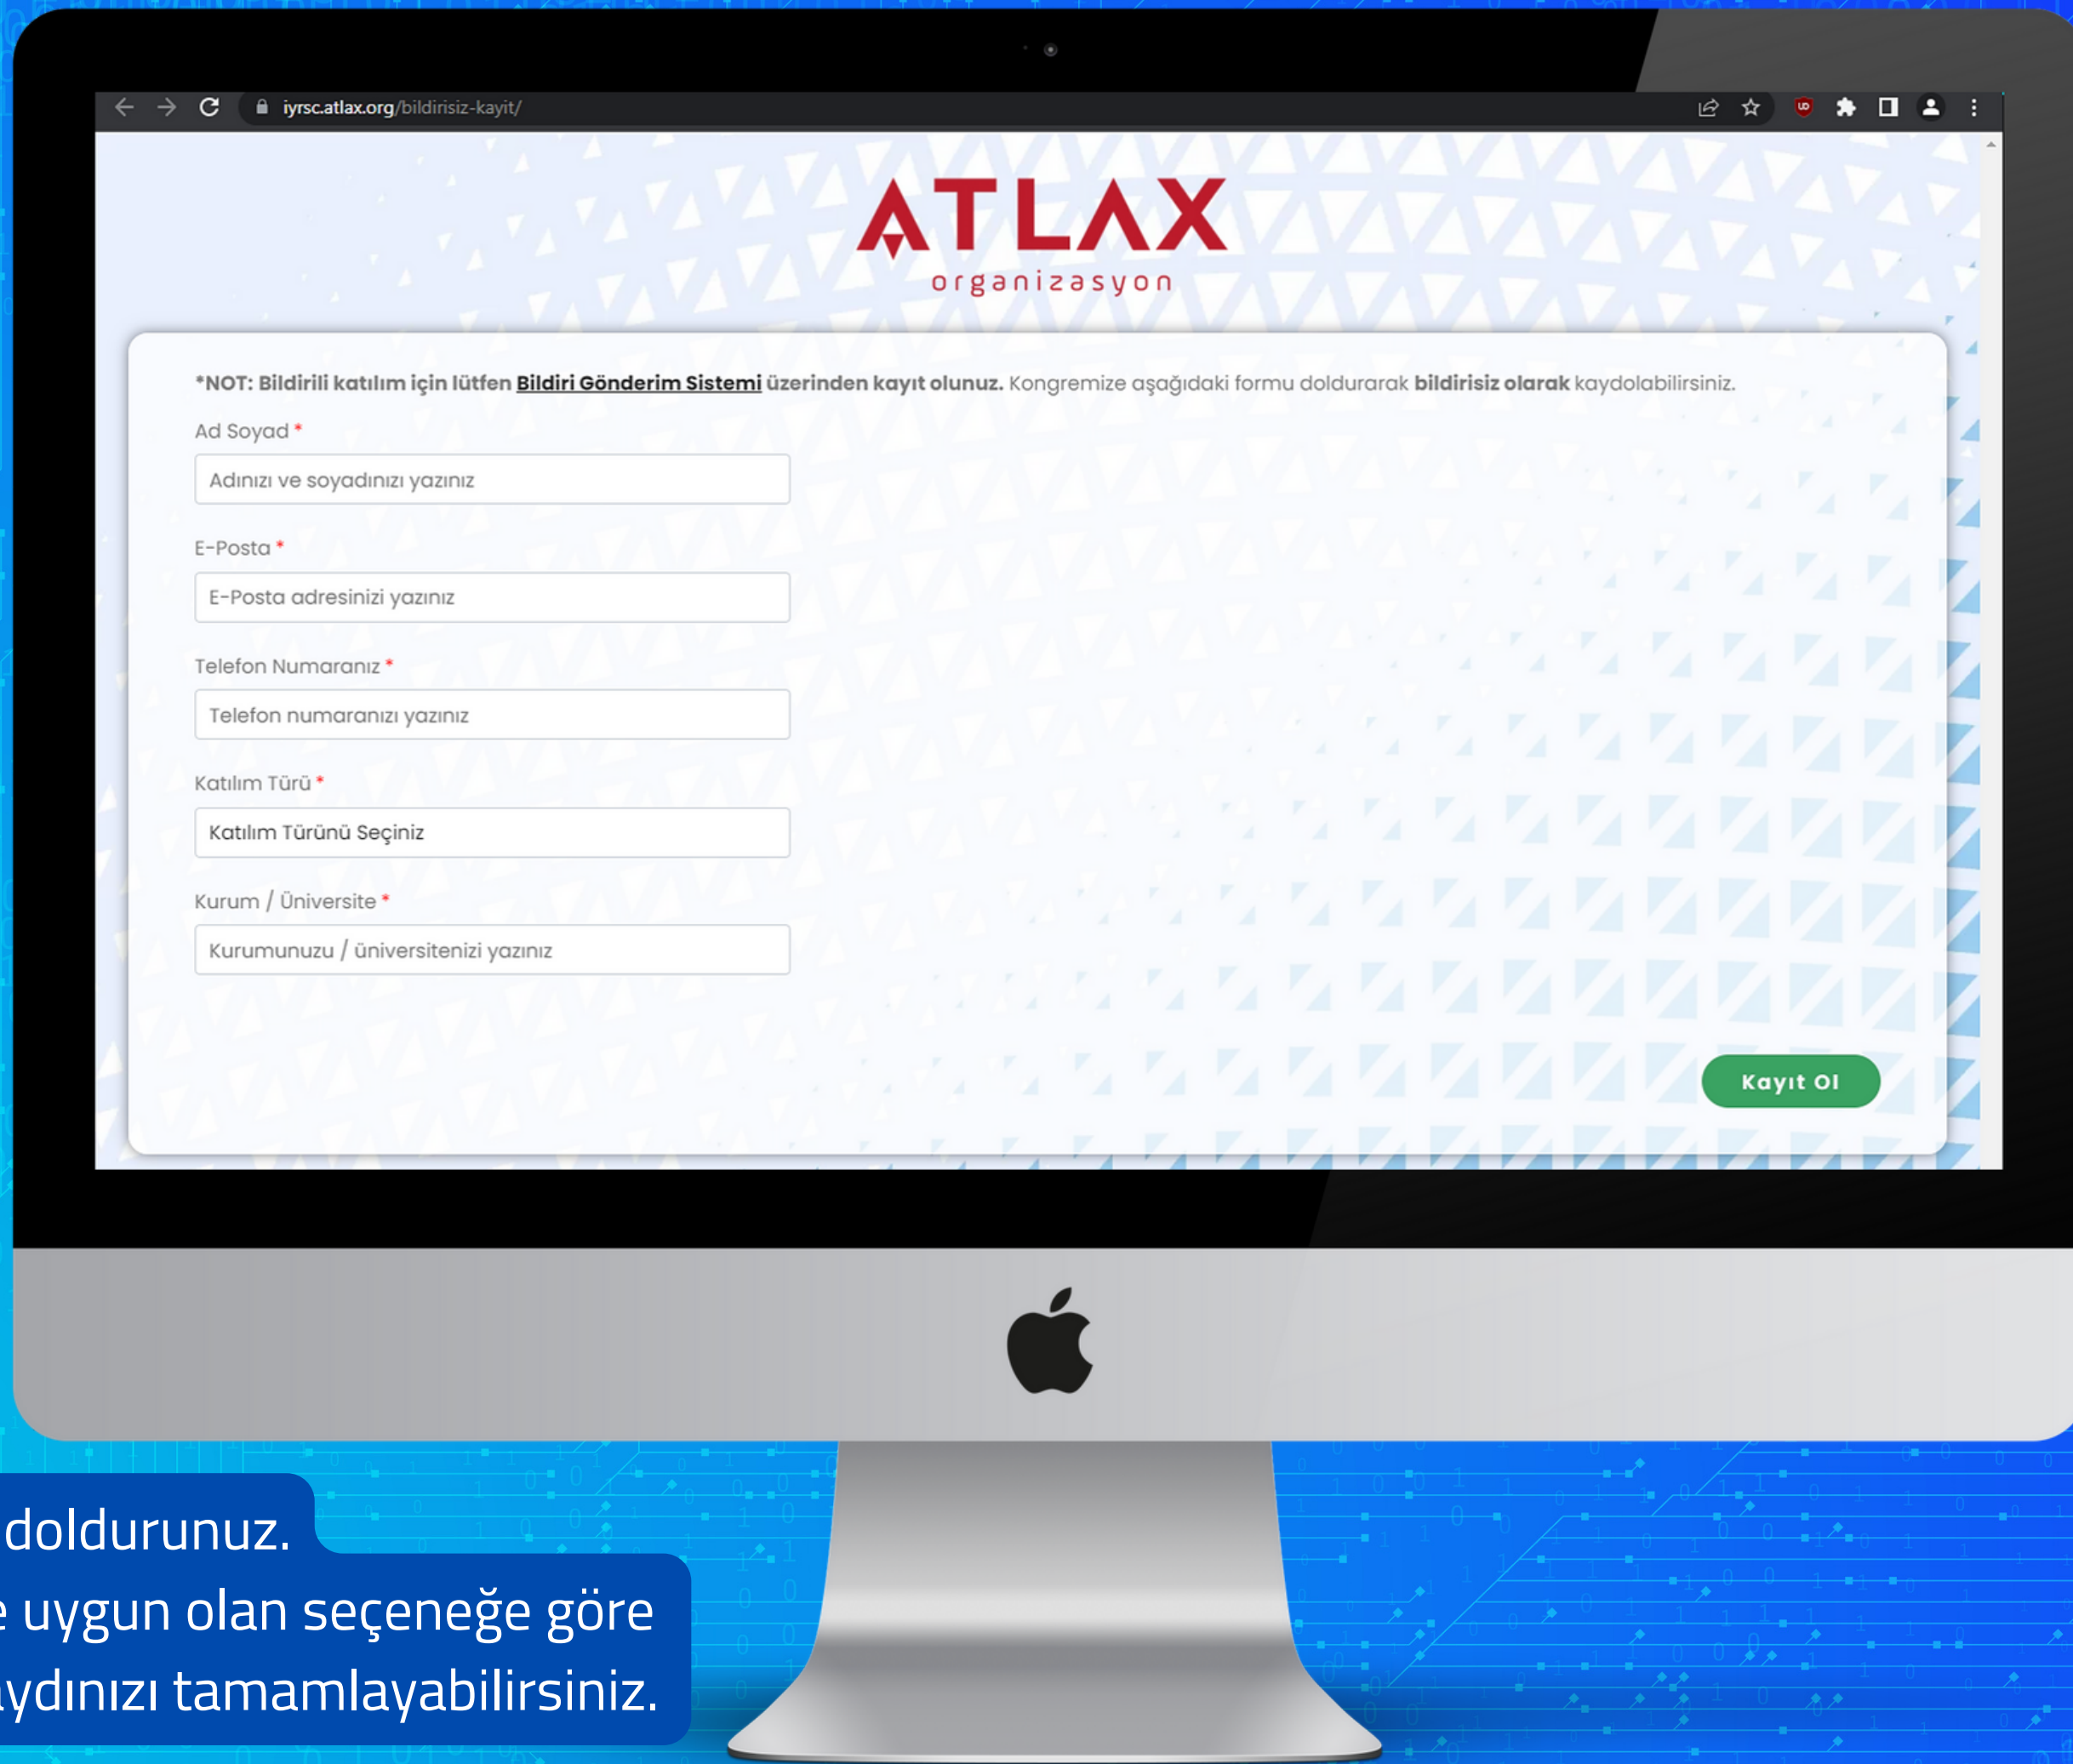 iyrsc.atlax.org/bildirisiz-kayit/
ATLAX
organizasyon
*NOT: Bildirili katılım için lütfen Bildiri Gönderim Sistemi üzerinden kayıt olunuz. Kongremize aşağıdaki formu doldurarak bildirisiz olarak kaydolabilirsiniz.
Ad Soyad *
Adınızı ve soyadınızı yazınız
E-Posta *
E-Posta adresinizi yazınız
Telefon Numaranız *
Telefon numaranızı yazınız
Katılım Türü *
Katılım Türünü Seçiniz
Kurum / Üniversite *
Kurumunuzu / üniversitenizi yazınız
Kayıt Ol
doldurunuz.
uygun olan seçeneğe göre
tamamlayabilirsiniz.